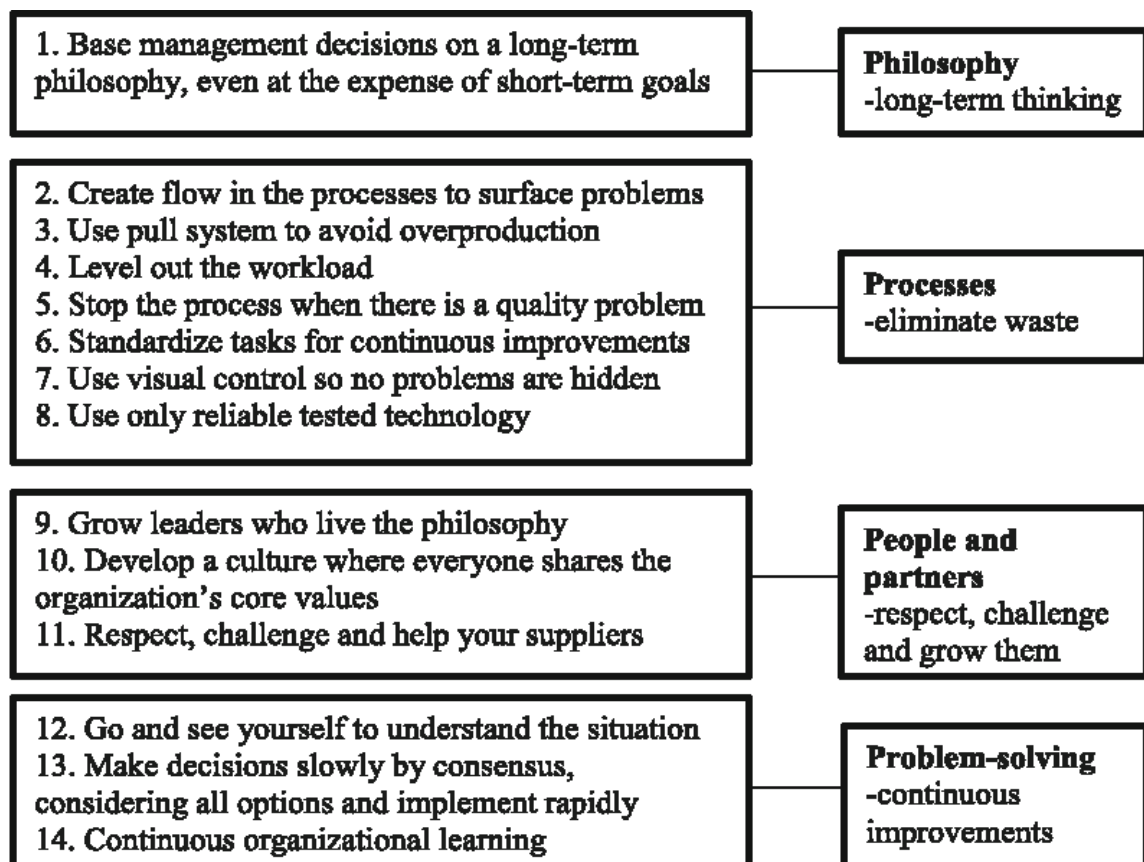 1. Base management decisions on a long-term
philosophy, even at the expense of short-term goals
Philosophy
-long-term thinking
2. Create flow in the processes to surface problems
3. Use pull system to avoid overproduction
4. Level out the workload
5. Stop the process when there is a quality problem
6. Standardize tasks for continuous improvements
7. Use visual control so no problems are hidden
8. Use only reliable tested technology
Processes
-eliminate waste
9. Grow leaders who live the philosophy
10. Develop a culture where everyone shares the
organization's core values
11. Respect, challenge and help your suppliers
People and
partners
-respect, challenge
and grow them
12. Go and see yourself to understand the situation
13. Make decisions slowly by consensus,
considering all options and implement rapidly
14. Continuous organizational learning
Problem-solving
-continuous
improvements